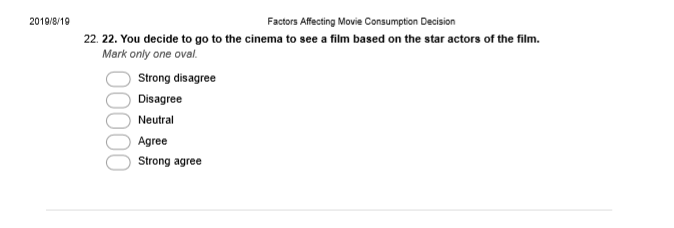 2019/8/19 Factors Affecting Movie Consumption Decision
22. 22. You decide to go to the cinema to see a film based on the star actors of the film.
Mark only one oval.
Strong disagree
Disagree
Neutral
Agree
Strong agree